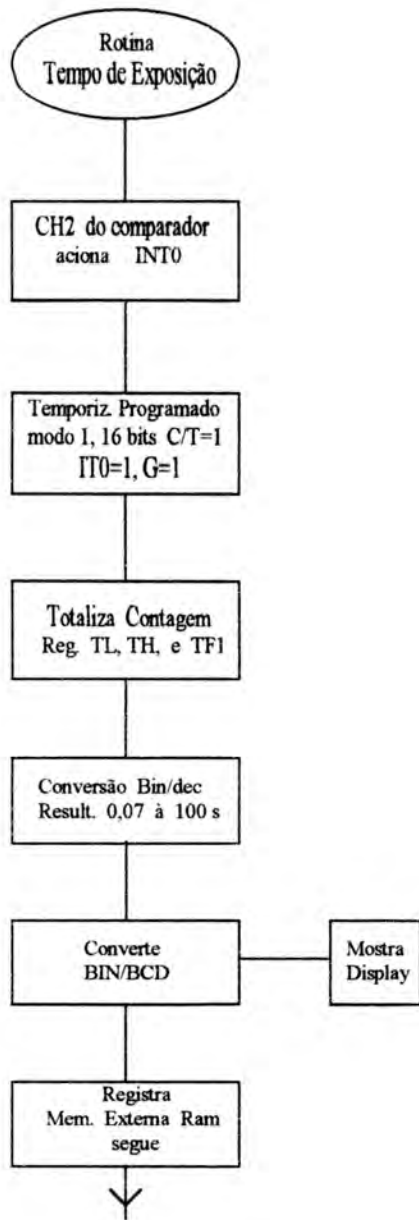 Rotina
Tempo de Exposição
CH2 do comparador
aciona INT0
Temporiz. Programado
modo 1, 16 bits C/T=1
IT0=1, G=1
Totaliza Contagem
Reg. TL, TH, e TF1
Conversão Bin/dec
Result. 0,07 à 100 s
Converte
BIN/BCD
Mostra
Display
Registra
Mem. Externa Ram
segue